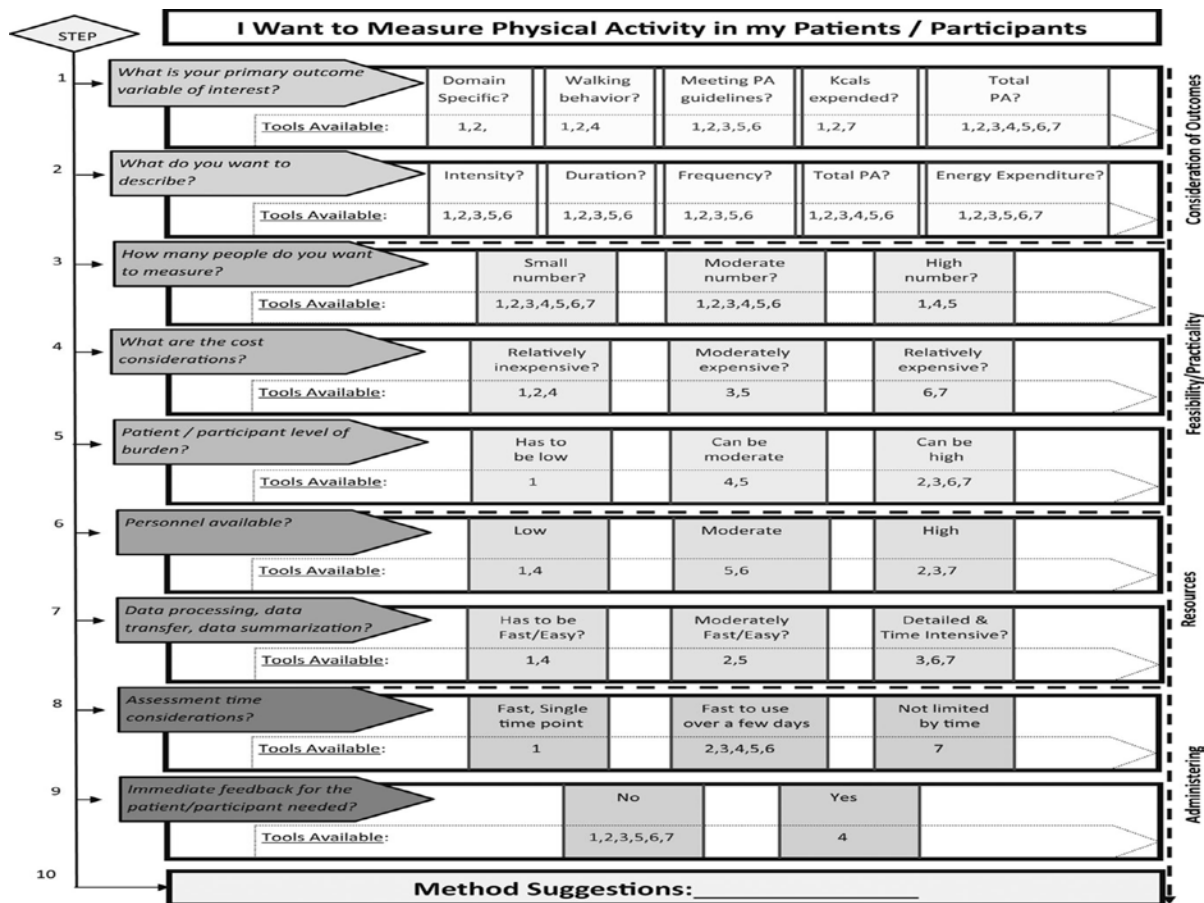 STEP
I Want to Measure Physical Activity in my Patients / Participants
1
What is your primary outcome
variable of interest?
Domain
Specific?
Walking
behavior?
Meeting PA
guidelines?
Kcals
expended?
Total
PA?
Tools Available:
1,2,
1,2,4
1,2,3,5,6
1,2,7
1,2,3,4,5,6,7
2
What do you want to
describe?
Intensity?
Duration?
Frequency?
Total PA?
Energy Expenditure?
Tools Available:
1,2,3,5,6
1,2,3,5,6
1,2,3,5,6
1,2,3,4,5,6
1,2,3,5,6,7
Consideration of Outcomes
3
How many people do you want
to measure?
Small
number?
Moderate
number?
High
number?
Tools Available:
1,2,3,4,5,6,7
1,2,3,4,5,6
1,4,5
4
What are the cost
considerations?
Relatively
inexpensive?
Moderately
expensive?
Relatively
expensive?
Tools Available:
1,2,4
3,5
6,7
5
Patient / participant level of
burden?
Has to
be low
Can be
moderate
Can be
high
Tools Available:
1
4,5
2,3,6,7
Feasibility/Practicality
6
Personnel available?
Low
Moderate
High
Tools Available:
1,4
5,6
2,3,7
7
Data processing, data
transfer, data summarization?
Has to be
Fast/Easy?
Moderately
Fast/Easy?
Detailed &
Time Intensive?
Tools Available:
1,4
2,5
3,6,7
Resources
8
Assessment time
considerations?
Fast, Single
time point
Fast to use
over a few days
Not limited
by time
Tools Available:
1
2,3,4,5,6
7
9
Immediate feedback for the
patient/participant needed?
No
Yes
Tools Available:
1,2,3,5,6,7
4
Administering
10
Method Suggestions:__________